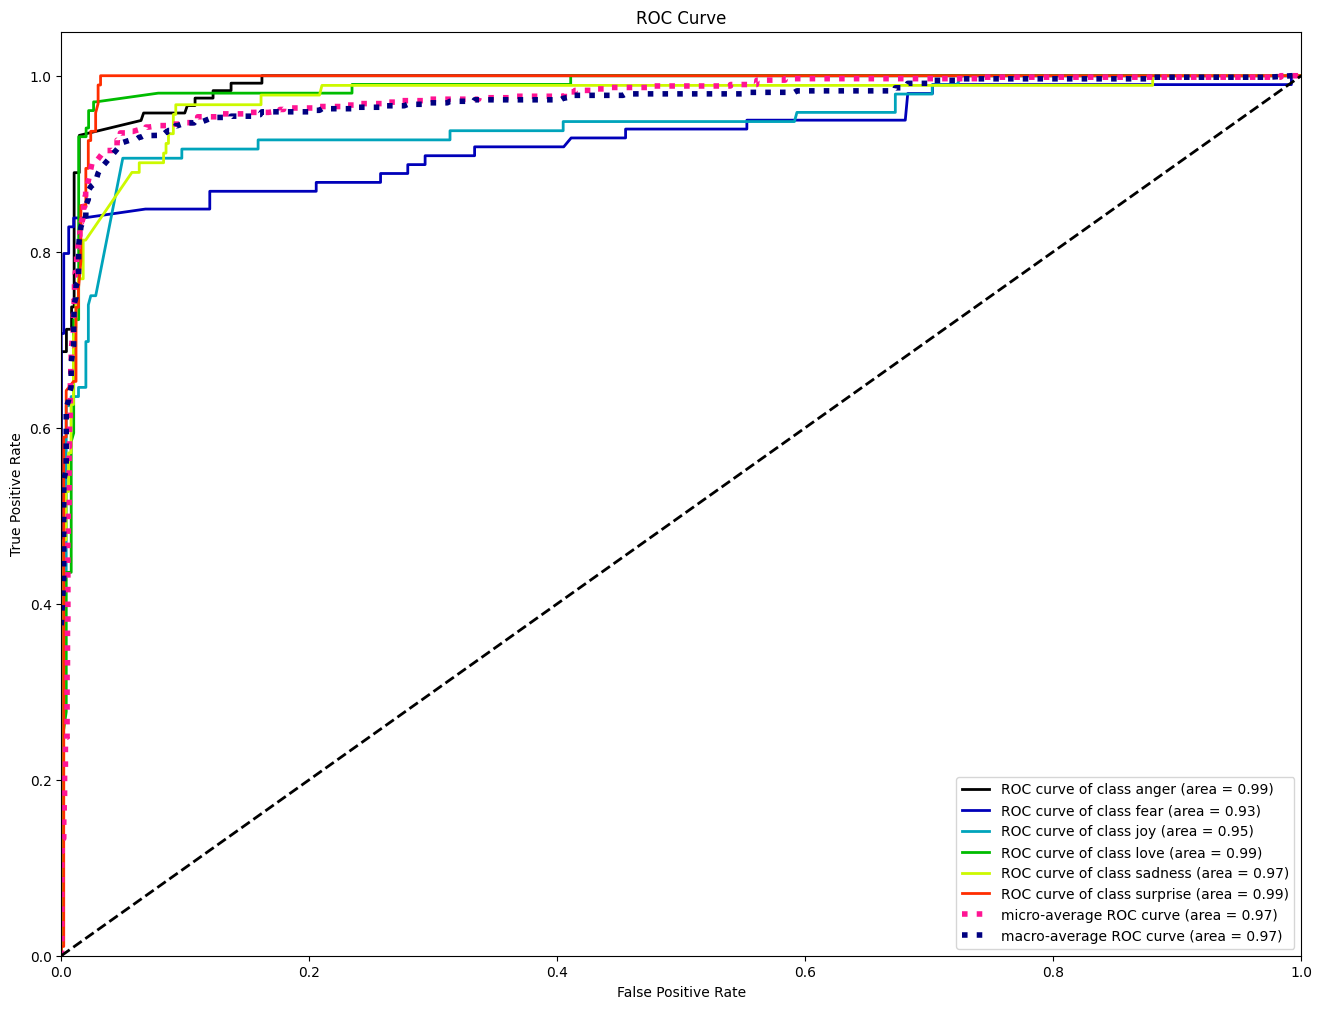 ROC Curve
1.0
0.8
0.6
0.4
0.2
0.0
True Positive Rate
0.0 0.2 0.4 0.6 0.8 1.0
False Positive Rate
ROC curve of class anger (area = 0.99)
ROC curve of class fear (area = 0.93)
ROC curve of class joy (area = 0.95)
ROC curve of class love (area = 0.99)
ROC curve of class sadness (area = 0.97)
ROC curve of class surprise (area = 0.99)
micro-average ROC curve (area = 0.97)
macro-average ROC curve (area = 0.97)